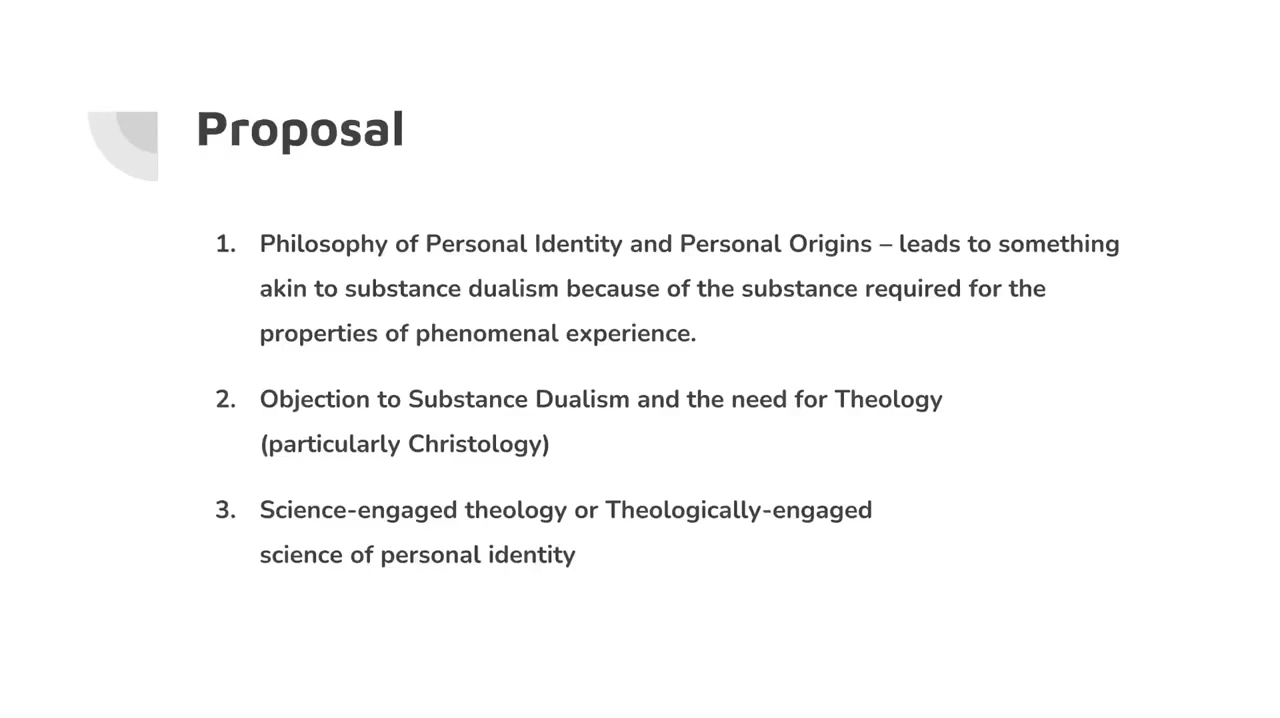 Proposal
1. Philosophy of Personal Identity and Personal Origins – leads to something
akin to substance dualism because of the substance required for the
properties of phenomenal experience.
2. Objection to Substance Dualism and the need for Theology
(particularly Christology)
3. Science-engaged theology or Theologically-engaged
science of personal identity